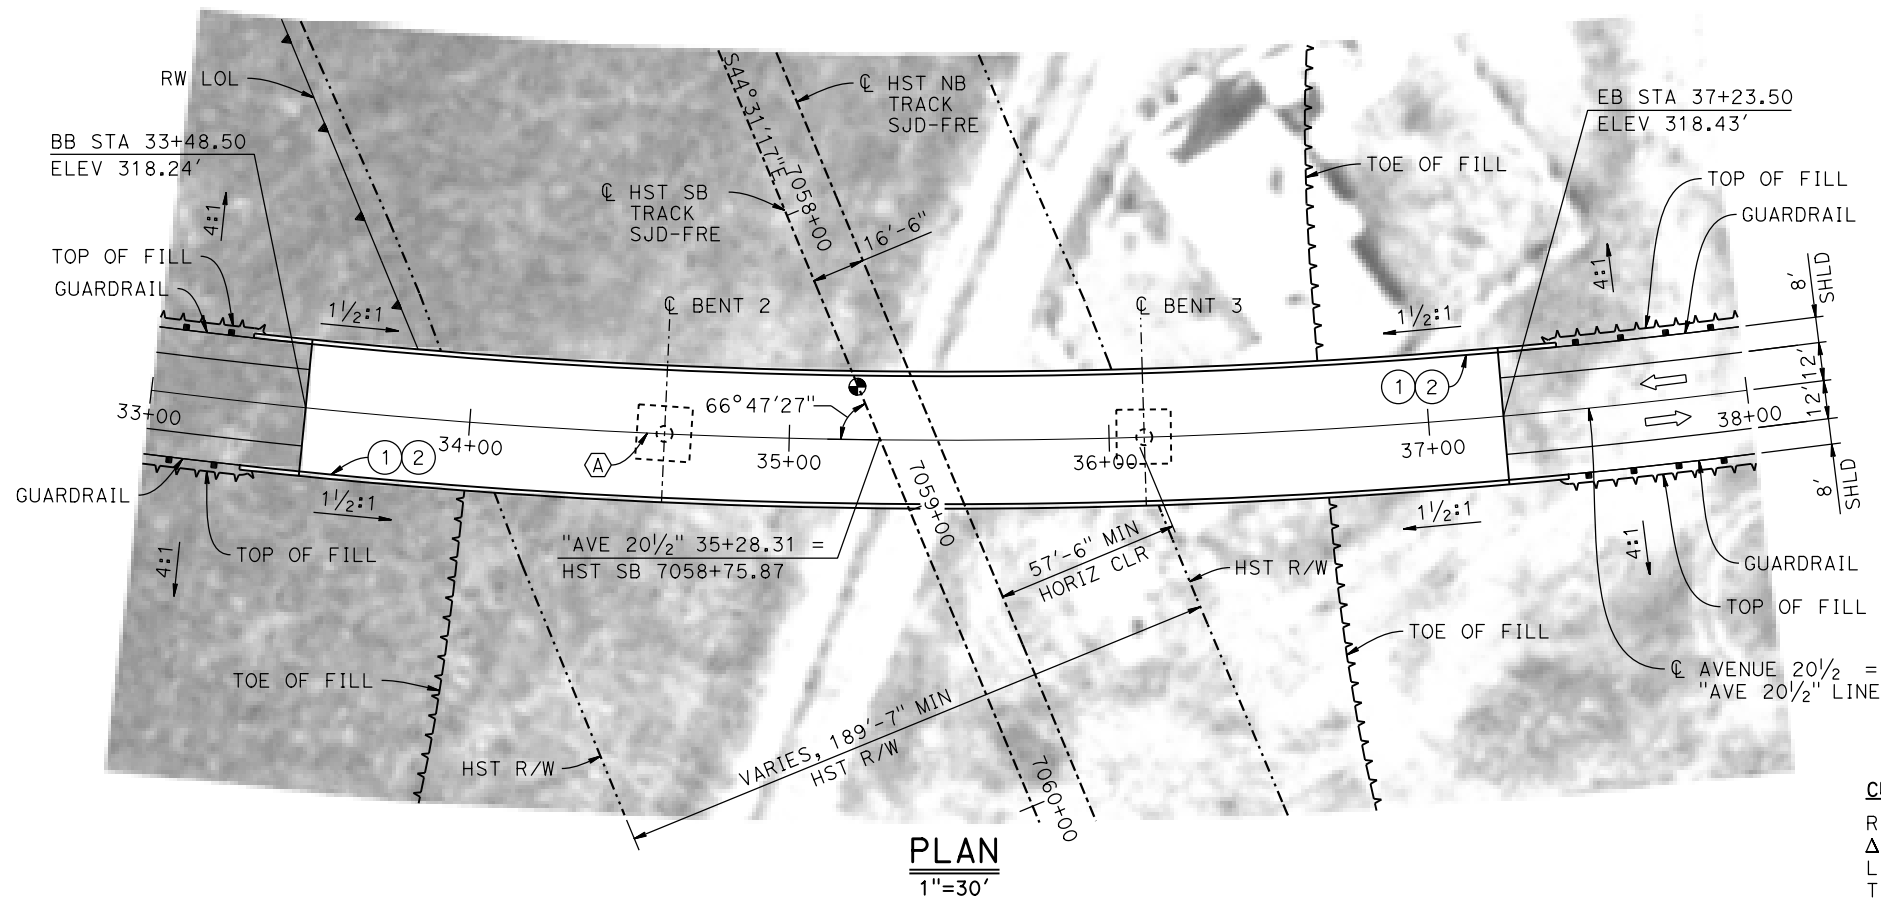 RW LOL
BB STA 33+48.50
ELEV 318.24'
4:1
TOP OF FILL
GUARDRAIL
1½:1
33+00
GUARDRAIL
1 2
34+00
1½:1
4:1
TOP OF FILL
TOE OF FILL
HST R/W
℄ HST SB
TRACK
SJD-FRE
S44°31'17"E
7058+00
℄ HST NB
TRACK
SJD-FRE
16'-6"
℄ BENT 2
66°47'27"
A
35+00
"AVE 20½" 35+28.31 =
HST SB 7058+75.87
7059+00
℄ BENT 3
36+00
57'-6" MIN
HORIZ CLR
HST R/W
VARIES, 189'-7" MIN
HST R/W
7060+00
EB STA 37+23.50
ELEV 318.43'
TOE OF FILL
TOP OF FILL
GUARDRAIL
4:1
8'
SHLD
1½:1
1 2
12'
12'
37+00
38+00
8'
SHLD
1½:1
4:1
GUARDRAIL
TOP OF FILL
TOE OF FILL
℄ AVENUE 20½ =
"AVE 20½" LINE
PLAN
1"=30'
R
Δ
L
T